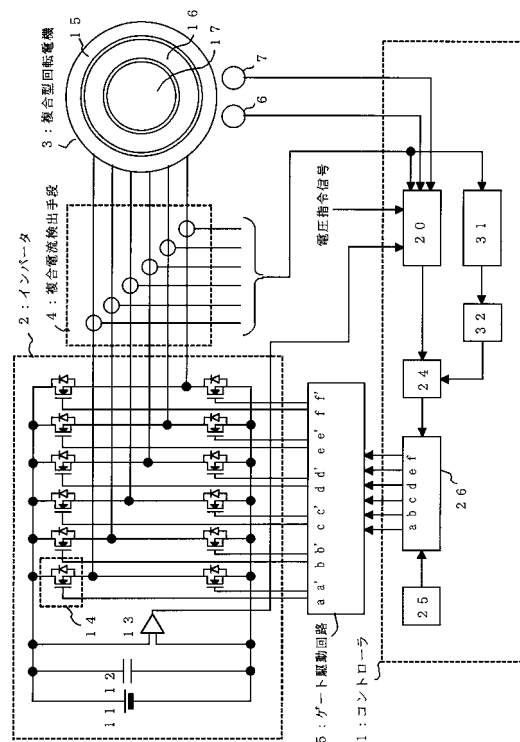 2：インバータ
4：複合電流検出手段
3：複合型回転電機
15
16
17
7
6
11
12
13
14
電圧指令信号
a a' b b' c c' d d' e e' f f'
5：ゲート駆動回路
1：コントローラ
a b c d e f
25
26
24
20
32
31